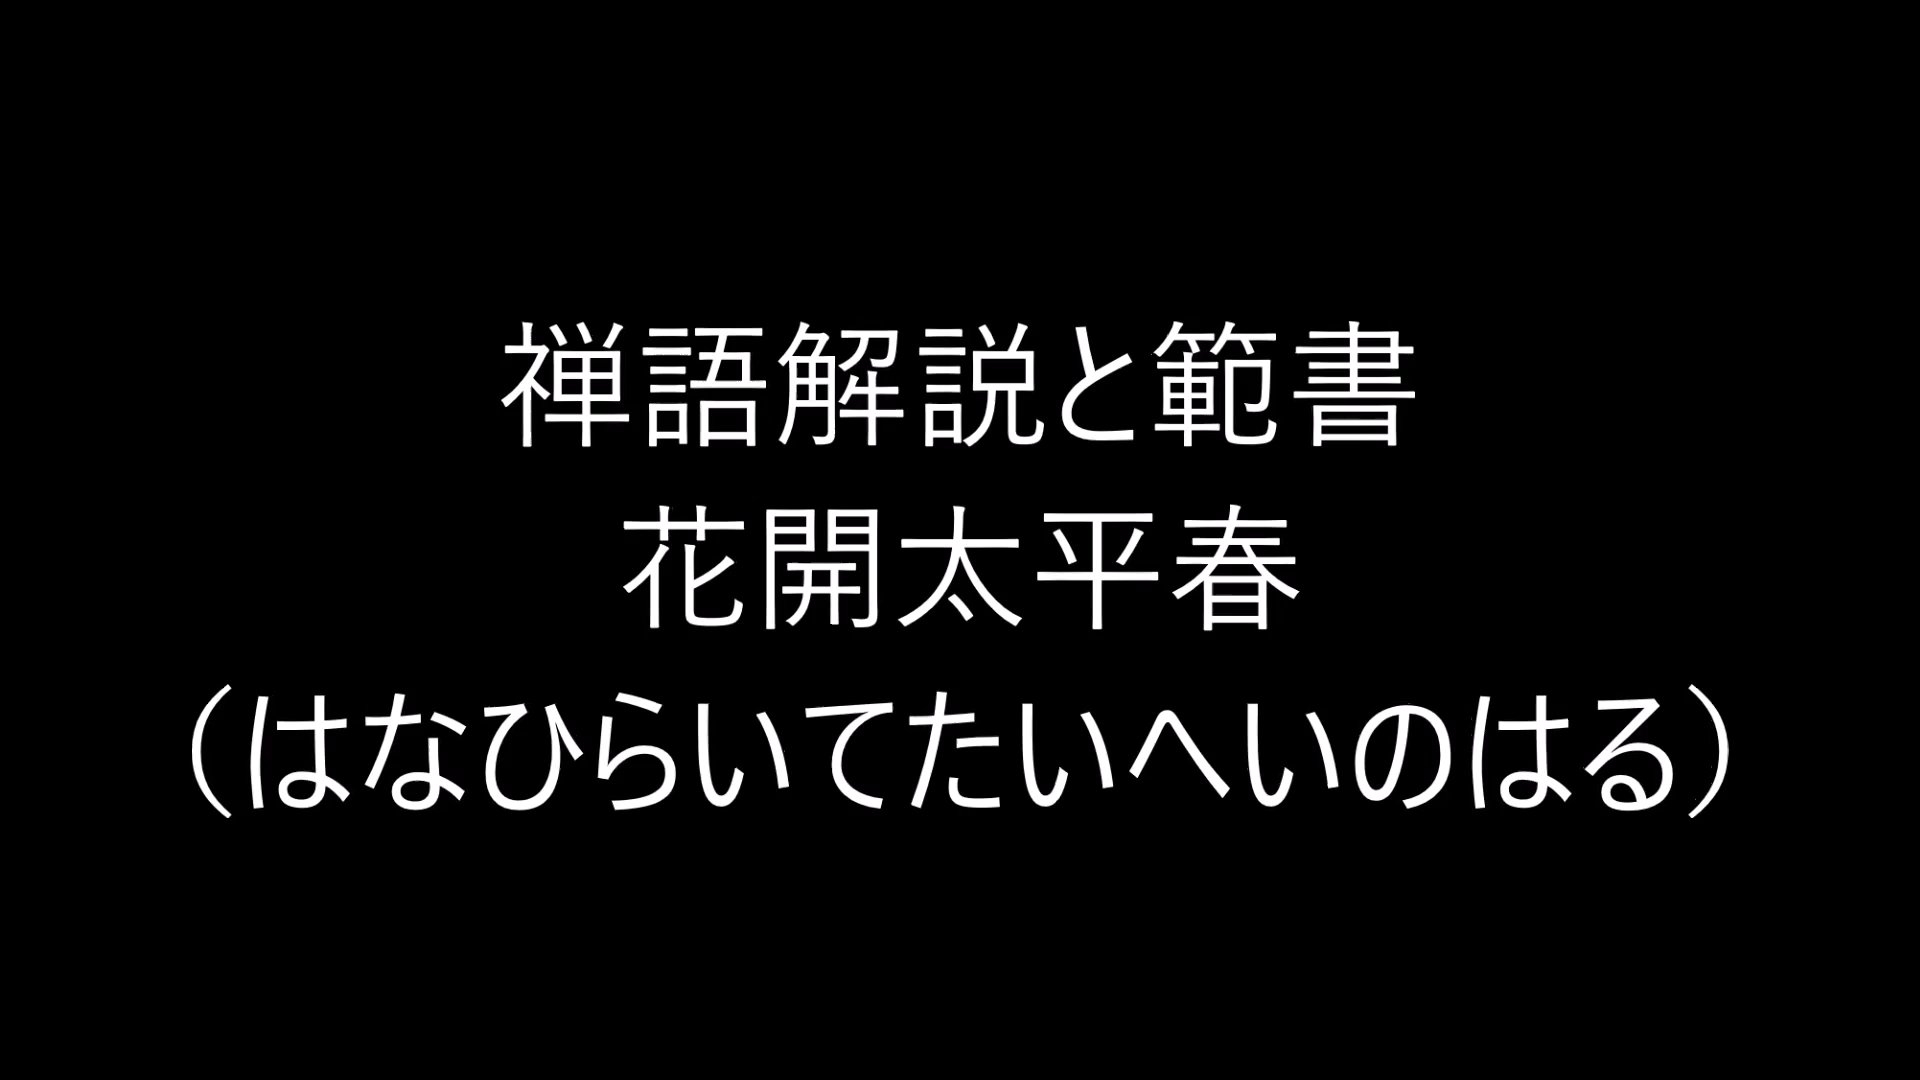 禅語解説と範書
花開太平春
（はなひらいてたいへいのはる）